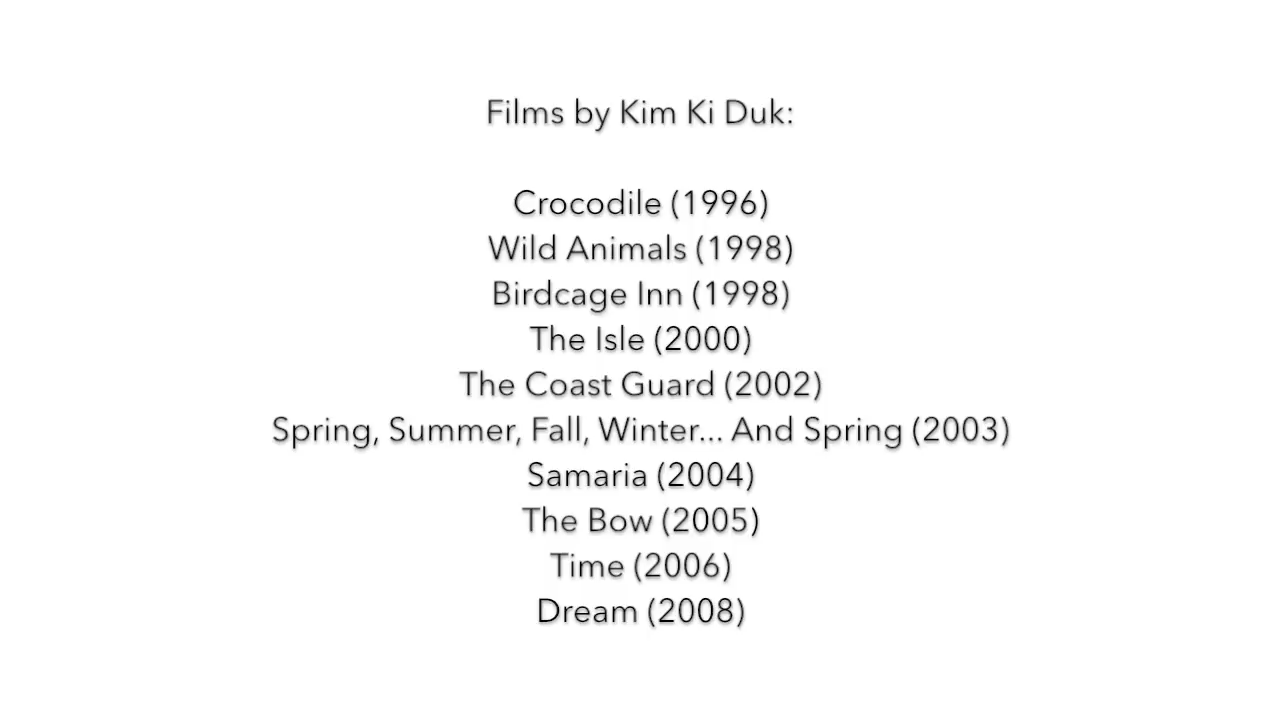 Films by Kim Ki Duk:
Crocodile (1996)
Wild Animals (1998)
Birdcage Inn (1998)
The Isle (2000)
The Coast Guard (2002)
Spring, Summer, Fall, Winter... And Spring (2003)
Samaria (2004)
The Bow (2005)
Time (2006)
Dream (2008)